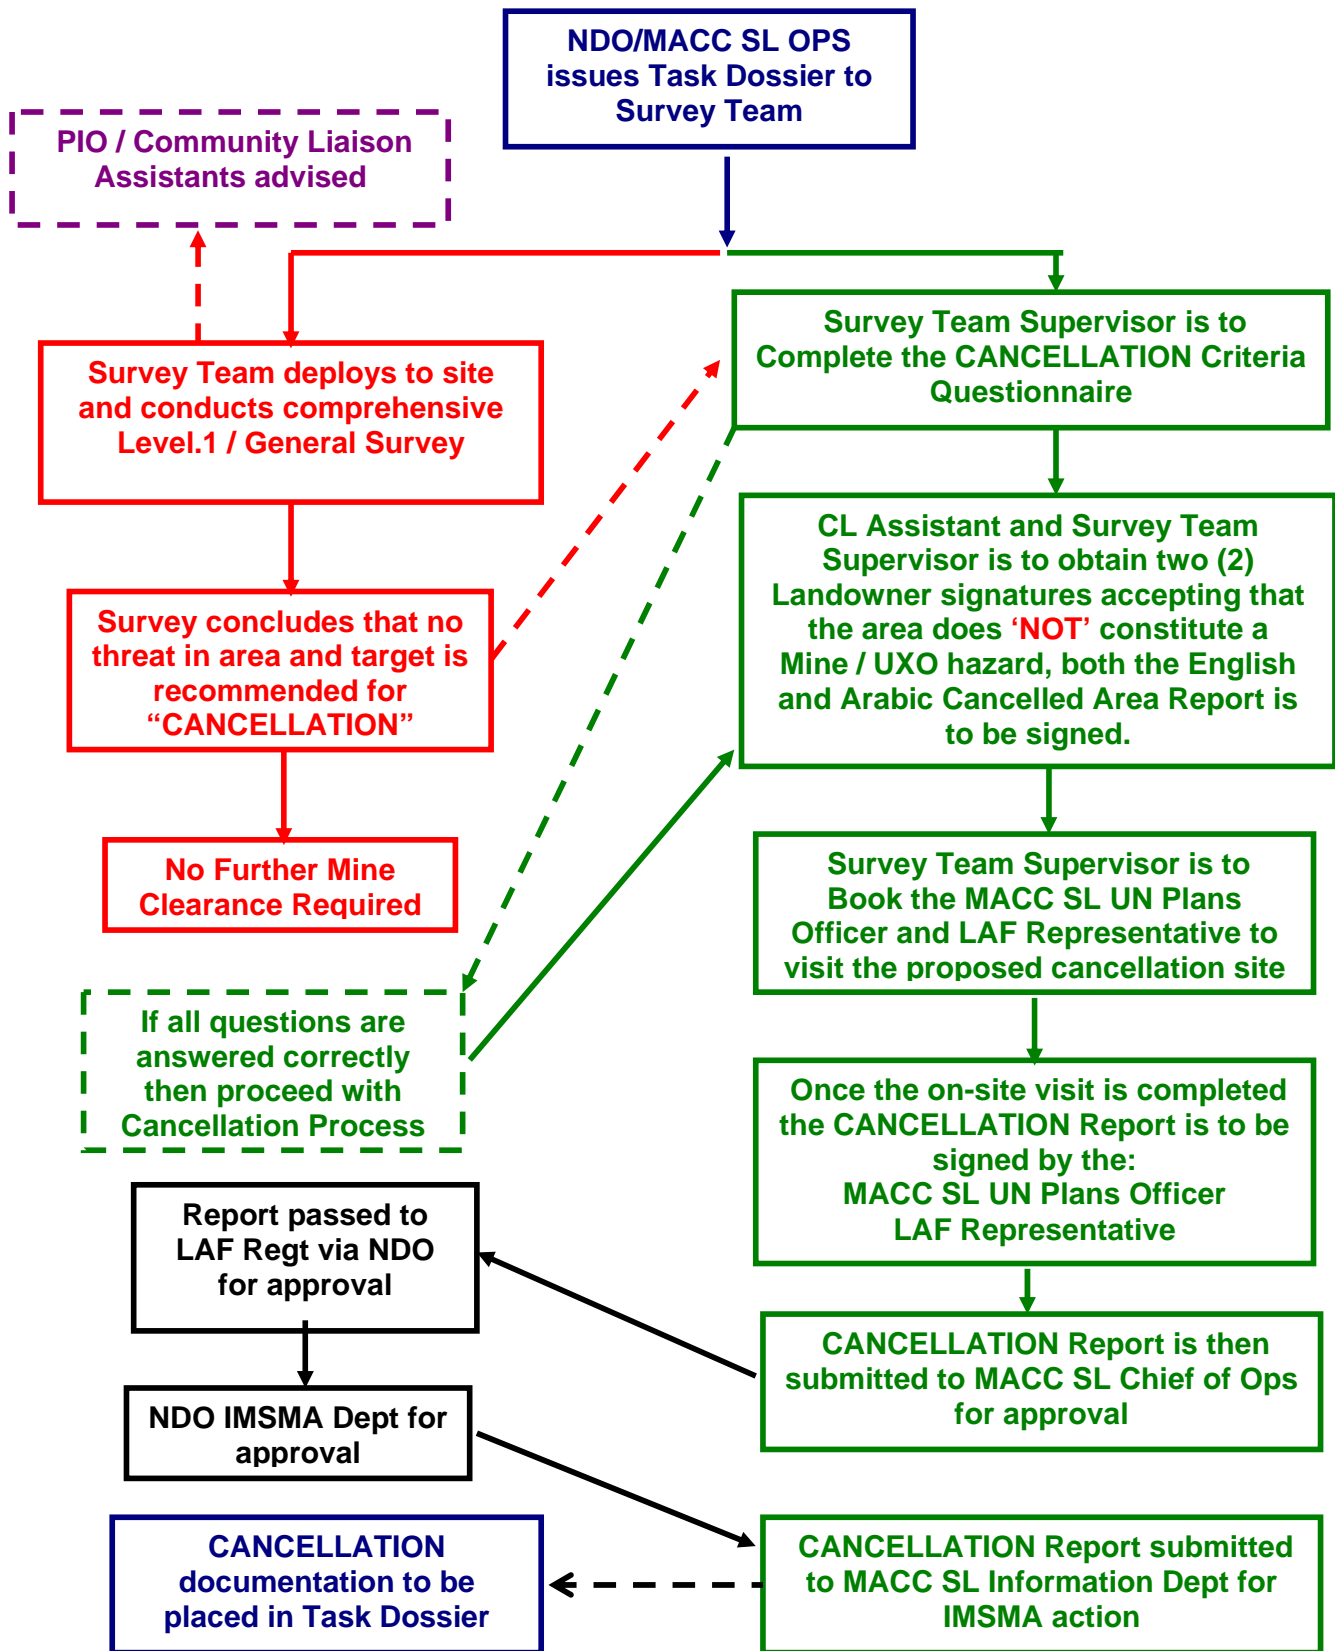 NDO/MACC SL OPS
issues Task Dossier to
Survey Team
PIO / Community Liaison
Assistants advised
Survey Team deploys to site
and conducts comprehensive
Level.1 / General Survey
Survey Team Supervisor is to
Complete the CANCELLATION Criteria
Questionnaire
Survey concludes that no
threat in area and target is
recommended for
“CANCELLATION”
CL Assistant and Survey Team
Supervisor is to obtain two (2)
Landowner signatures accepting that
the area does ‘NOT’ constitute a
Mine / UXO hazard, both the English
and Arabic Cancelled Area Report is
to be signed.
No Further Mine
Clearance Required
Survey Team Supervisor is to
Book the MACC SL UN Plans
Officer and LAF Representative to
visit the proposed cancellation site
If all questions are
answered correctly
then proceed with
Cancellation Process
Once the on-site visit is completed
the CANCELLATION Report is to be
signed by the:
MACC SL UN Plans Officer
LAF Representative
Report passed to
LAF Regt via NDO
for approval
CANCELLATION Report is then
submitted to MACC SL Chief of Ops
for approval
NDO IMSMA Dept for
approval
CANCELLATION
documentation to be
placed in Task Dossier
CANCELLATION Report submitted
to MACC SL Information Dept for
IMSMA action